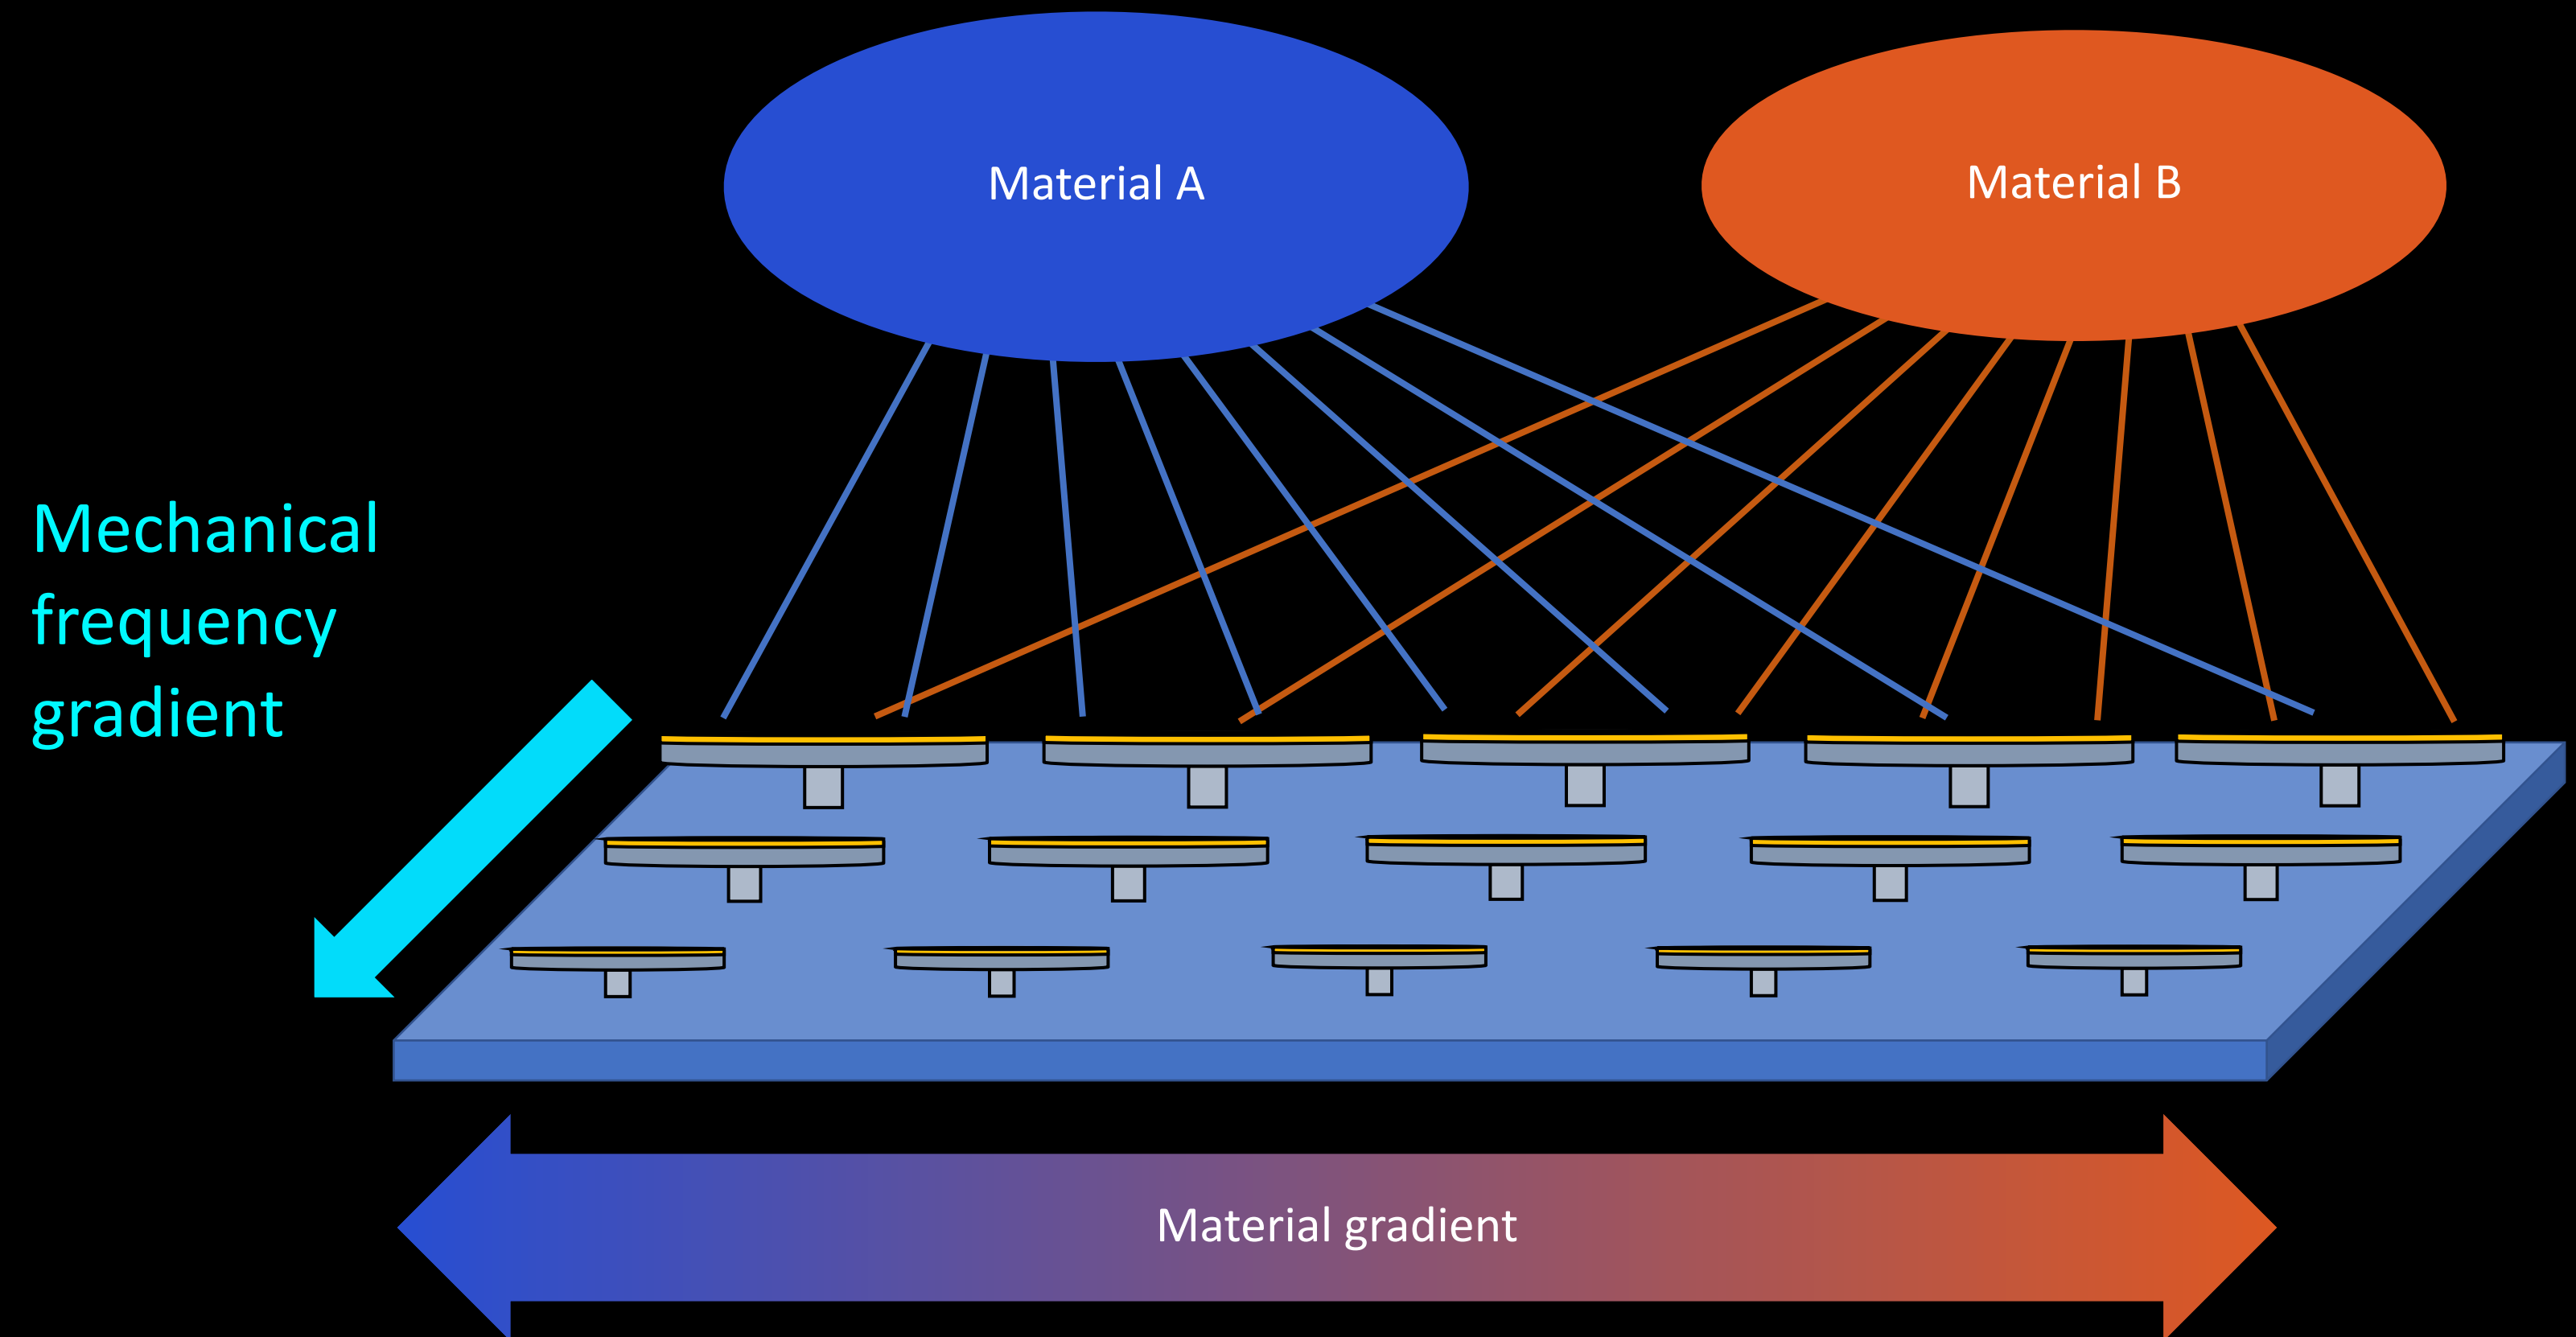 Material A
Material B
Mechanical
frequency
gradient
Material gradient